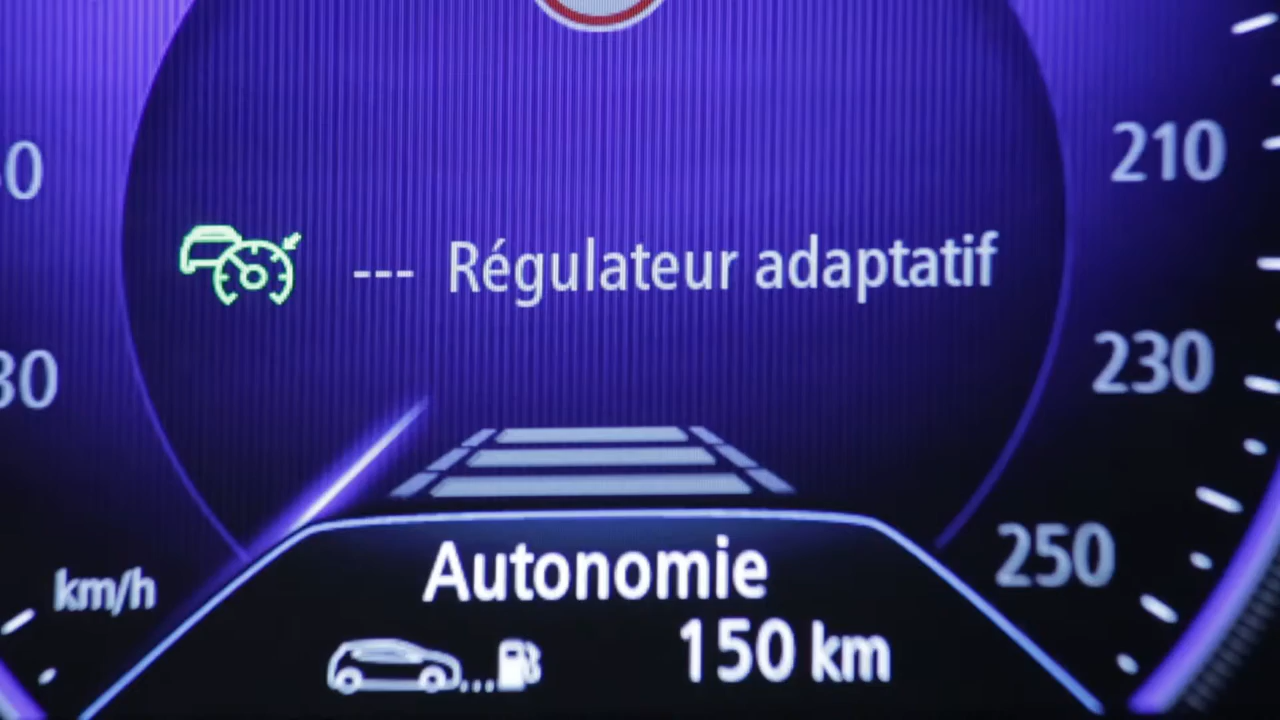 210
--- Régulateur adaptatif
230
250
km/h
Autonomie
150 km